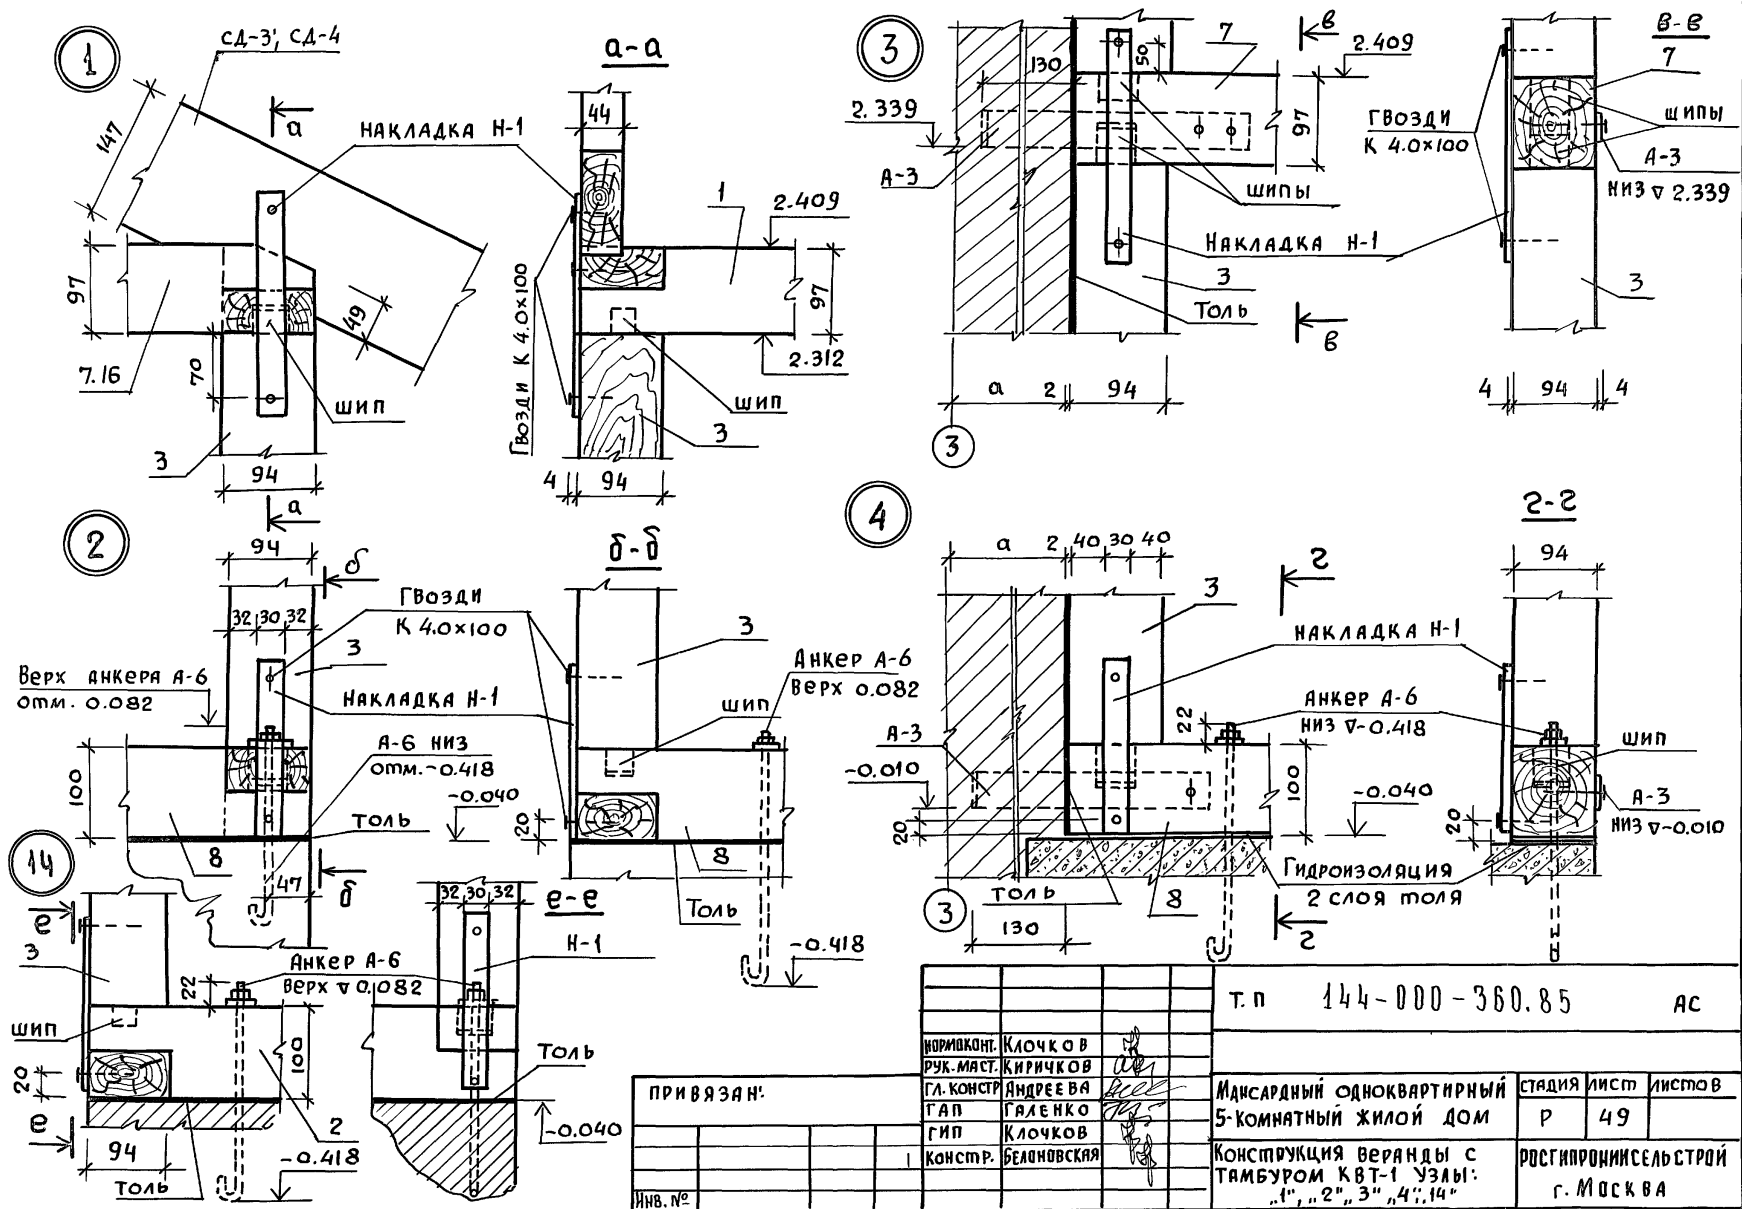 1
СД-3; СД-4
147
а
НАКЛАДКА Н-1
97
7.16
70
49
ШИП
3
94
а
а-а
44
1
2.409
97
2.312
Гвозди К 4.0×100
ШИП
3
4
94
3
130
50
7
в
2.409
2.339
97
А-3
ШИПЫ
НАКЛАДКА Н-1
3
ТОЛЬ
в
а
2
94
3
в-в
7
ГВОЗДИ
К 4.0×100
ШИПЫ
А-3
НИЗ ▽ 2.339
3
4
94
4
2
94
б
32
30
32
ГВОЗДИ
К 4.0×100
3
Верх анкера А-6
отм. 0.082
НАКЛАДКА Н-1
А-6 НИЗ
отм.-0.418
100
-0.040
ТОЛЬ
8
47
б
б-б
3
АНКЕР А-6
Верх 0.082
ШИП
20
8
ТОЛЬ
-0.418
4
а
2
40
30
40
г
3
НАКЛАДКА Н-1
АНКЕР А-6
НИЗ ▽-0.418
22
А-3
-0.010
100
-0.040
20
ТОЛЬ
8
Гидроизоляция
2 слоя толя
3
130
г
г-г
94
ШИП
А-3
НИЗ ▽-0.010
20
14
е
3
ШИП
20
е
94
ТОЛЬ
22
АНКЕР А-6
Верх ▽ 0.082
100
2
-0.418
е-е
32
30
32
Н-1
ТОЛЬ
-0.040
ПРИВЯЗАН:
ИНВ. №
НОРМОКОНТ. КЛОЧКОВ
РУК.МАСТ. КИРИЧКОВ
ГЛ.КОНСТР АНДРЕЕВА
ГАП ГАЛЕНКО
ГИП КЛОЧКОВ
КОНСТР. БЕЛОНОВСКАЯ
Т.П 144-000-360.85 АС
МАНСАРДНЫЙ ОДНОКВАРТИРНЫЙ
5-КОМНАТНЫЙ ЖИЛОЙ ДОМ
СТАДИЯ ЛИСТ ЛИСТОВ
Р 49
КОНСТРУКЦИЯ ВЕРАНДЫ С
ТАМБУРОМ КВТ-1 УЗЛЫ:
„1", „2", „3", „4", „14"
РОСГИПРОНИИСЕЛЬСТРОЙ
г. МОСКВА